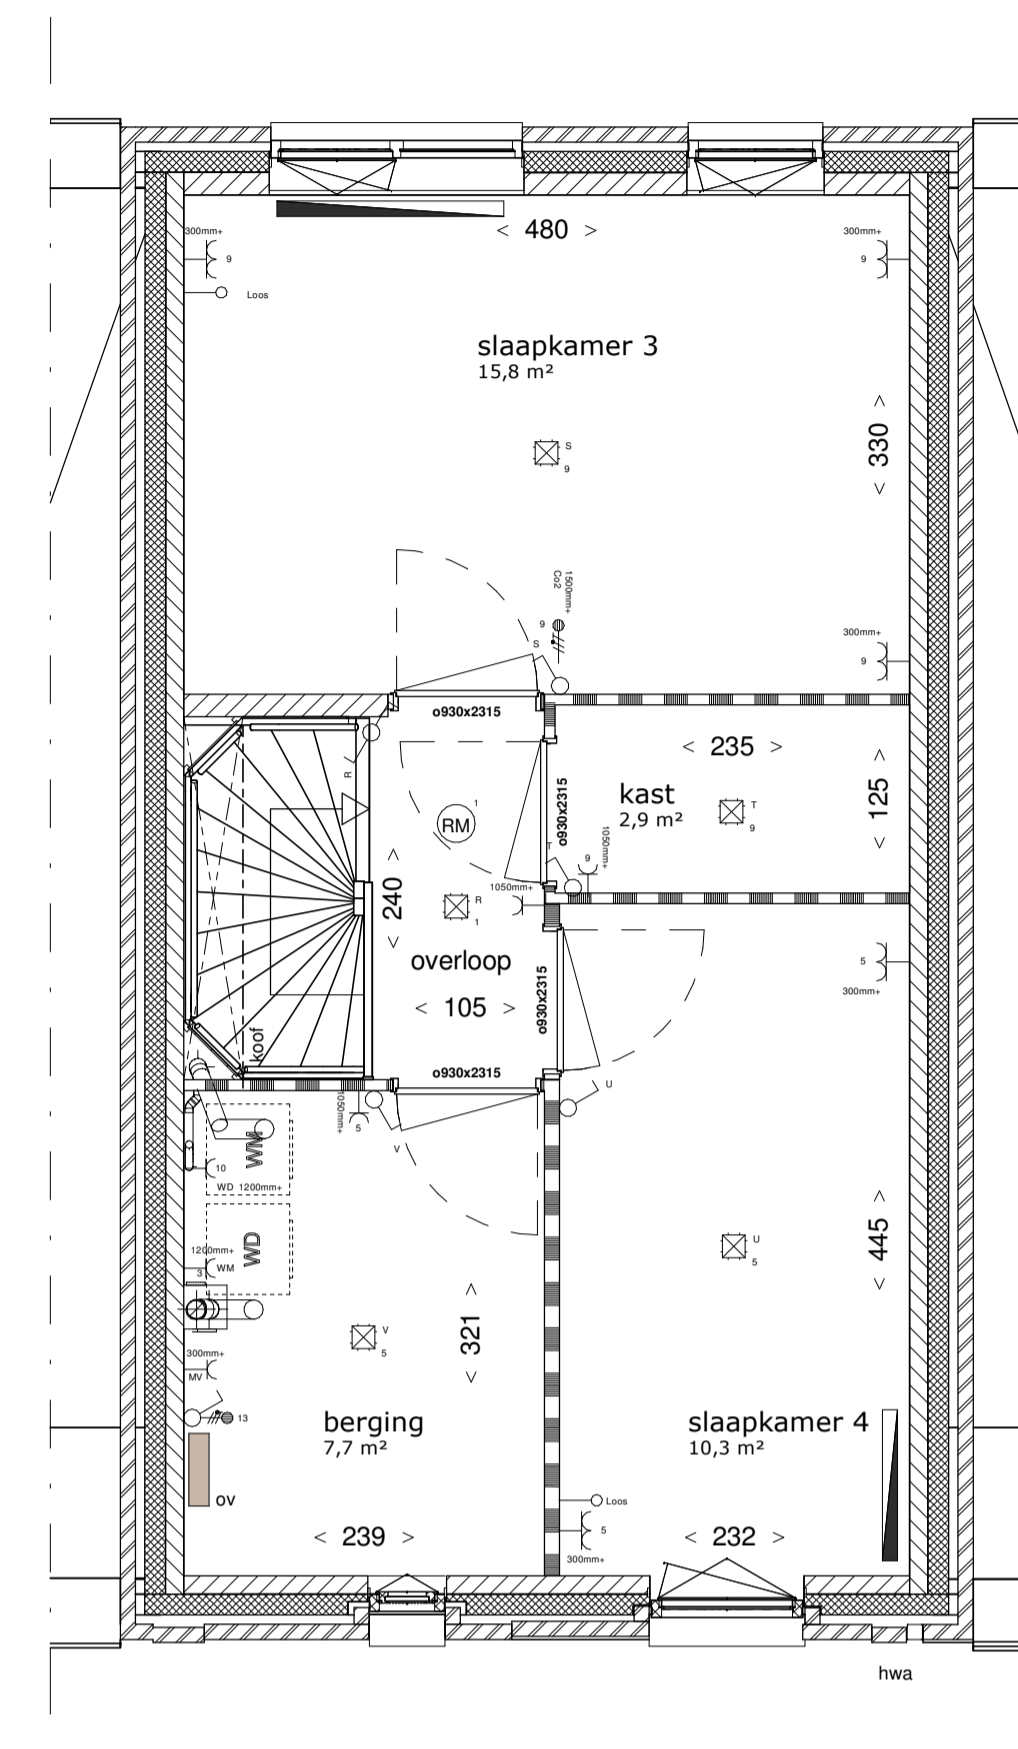 < 480 >
300mm+
9
Loos
300mm+
9
slaapkamer 3
15,8 m²
< 330 >
S
9
1500mm+
Co2
9
S
300mm+
9
o930x2315
R
RM
1
o930x2315
< 235 >
kast
2,9 m²
T
9
< 125 >
T
9
1050mm+
1050mm+
< 240 >
R
1
overloop
< 105 >
o930x2315
5
300mm+
koof
o930x2315
U
1050mm+
5
V
WM
10
WD 1200mm+
WD
1200mm+
3
WM
U
5
< 445 >
< 321 >
V
5
300mm+
MV
13
berging
7,7 m²
slaapkamer 4
10,3 m²
ov
Loos
5
300mm+
< 239 >
< 232 >
hwa